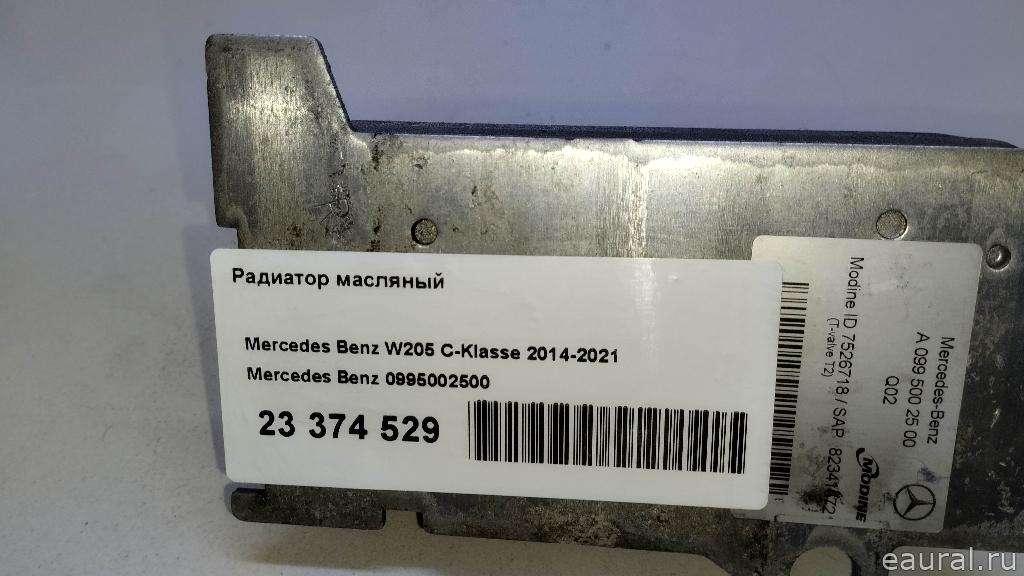 Радиатор масляный
Mercedes Benz W205 C-Klasse 2014-2021
Mercedes Benz 0995002500
23 374 529
Mercedes-Benz
A 099 500 25 00
Q02
Modine ID 7526718 / SAP
(T-valve T2)
MODINE
eaural.ru